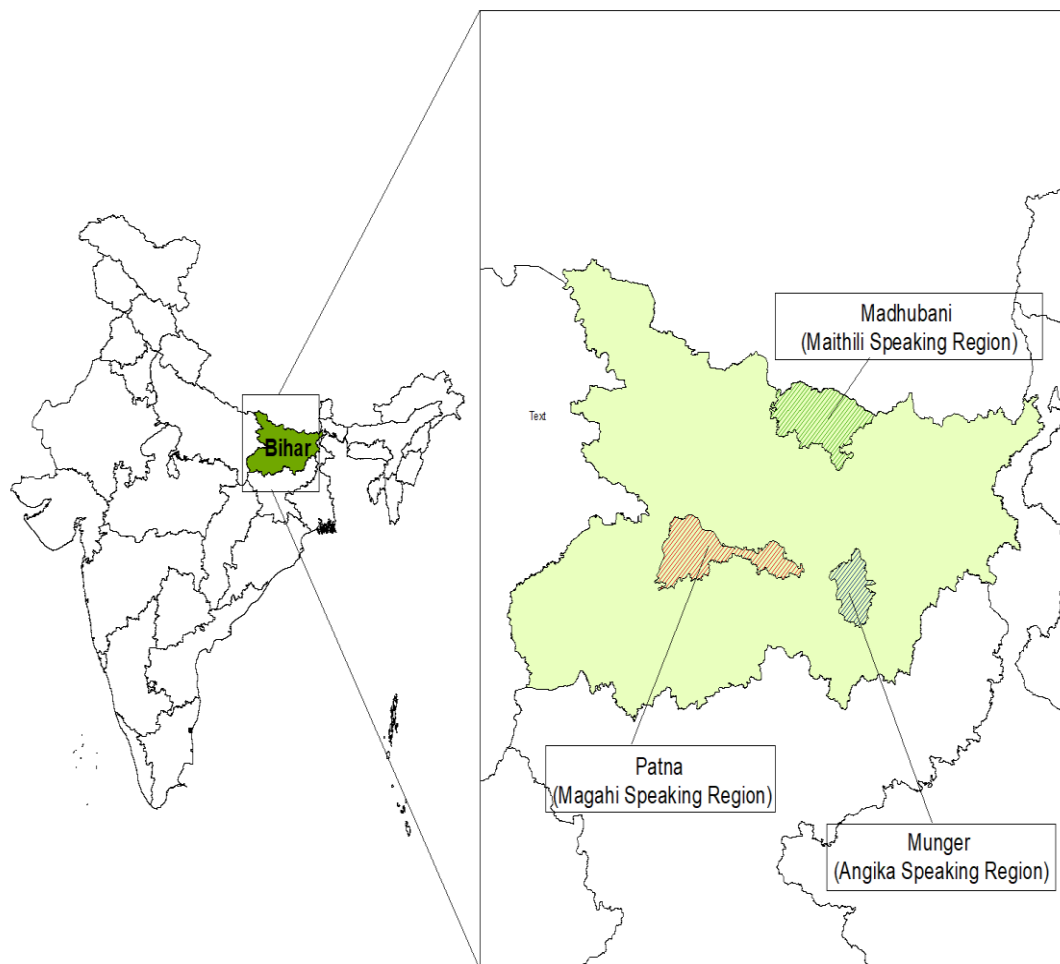 Bihar
Text
Madhubani
(Maithili Speaking Region)
Patna
(Magahi Speaking Region)
Munger
(Angika Speaking Region)